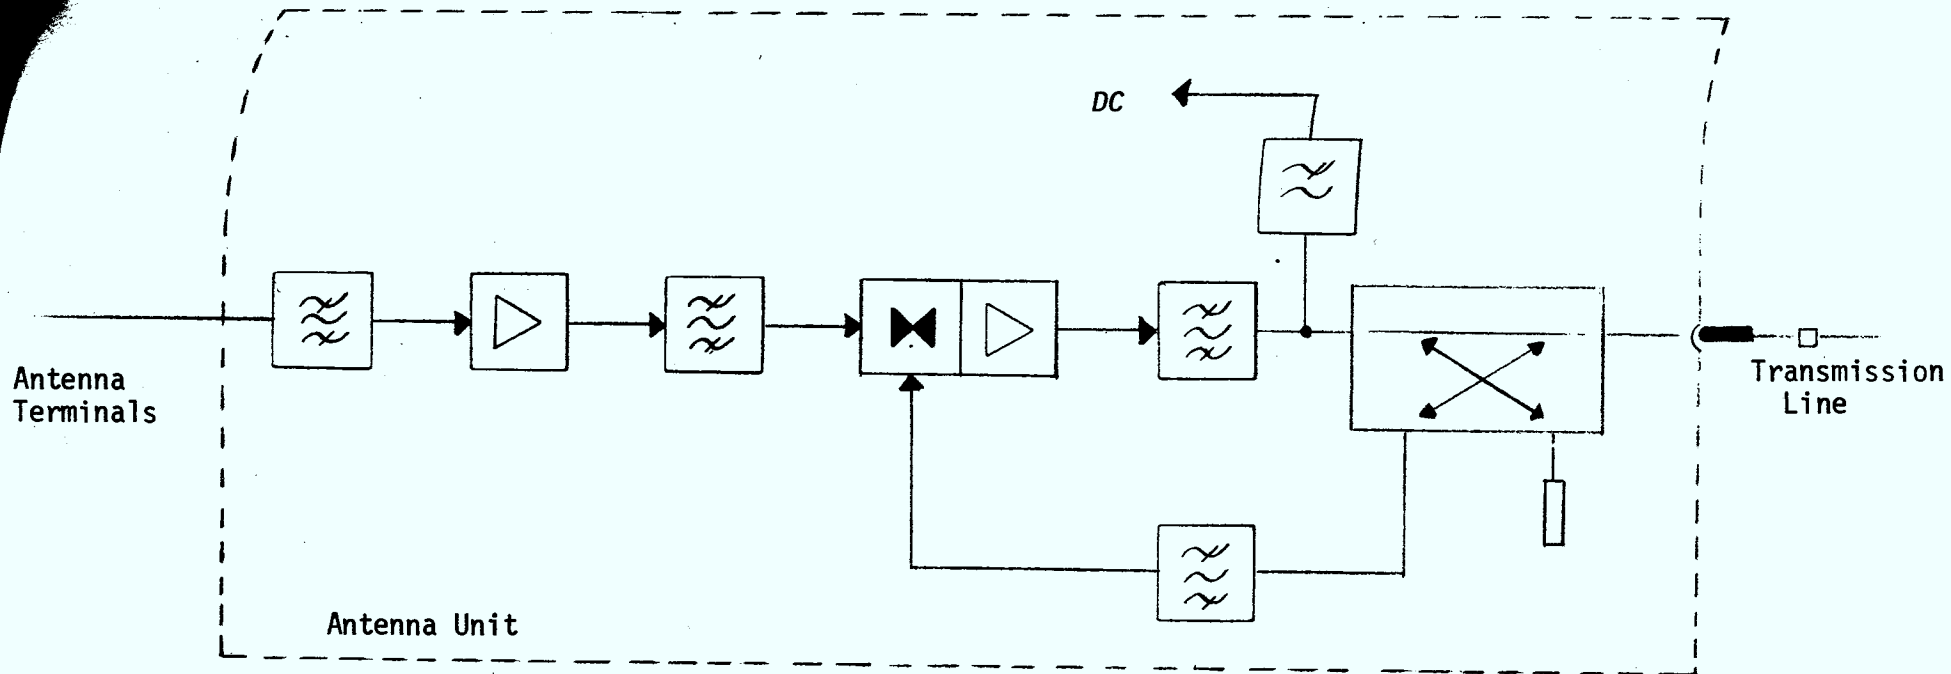 DC
Antenna
Terminals
Transmission
Line
Antenna Unit